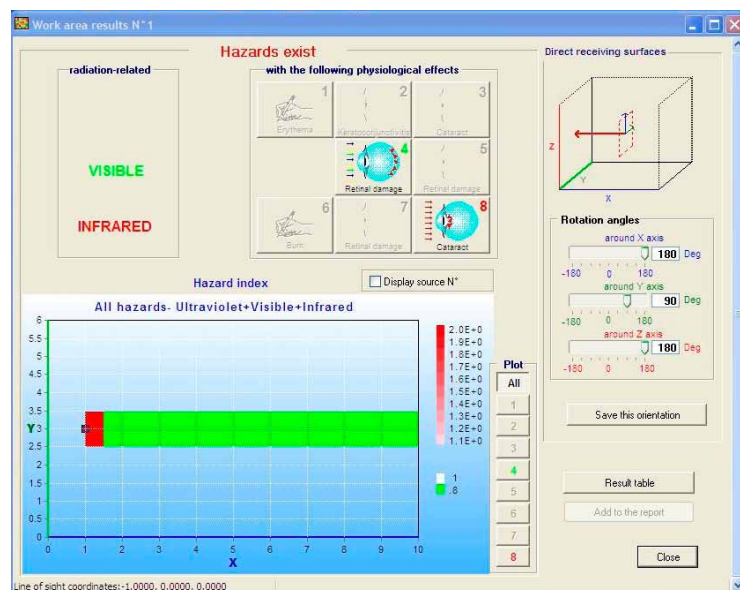 Work area results N°1
Hazards exist
radiation-related
VISIBLE
INFRARED
with the following physiological effects
1
Erythema
2
Keratoconjunctivitis
3
Cataract
4
Retinal damage
5
Retinal damage
6
Burn
7
Retinal damage
8
Cataract
Direct receiving surfaces
Z
Y
X
Rotation angles
around X axis
180 Deg
-180 0 180
around Y axis
90 Deg
-180 0 180
around Z axis
180 Deg
-180 0 180
Save this orientation
Result table
Add to the report
Close
Hazard index
Display source N°
All hazards- Ultraviolet+Visible+Infrared
6
5.5
5
4.5
4
3.5
Y 3
2.5
2
1.5
1
0.5
0
0 1 2 3 4 5 6 7 8 9 10
X
2.0E+0
1.9E+0
1.8E+0
1.7E+0
1.6E+0
1.5E+0
1.4E+0
1.3E+0
1.2E+0
1.1E+0
1
.8
Plot
All
1
2
3
4
5
6
7
8
Line of sight coordinates:-1.0000, 0.0000, 0.0000